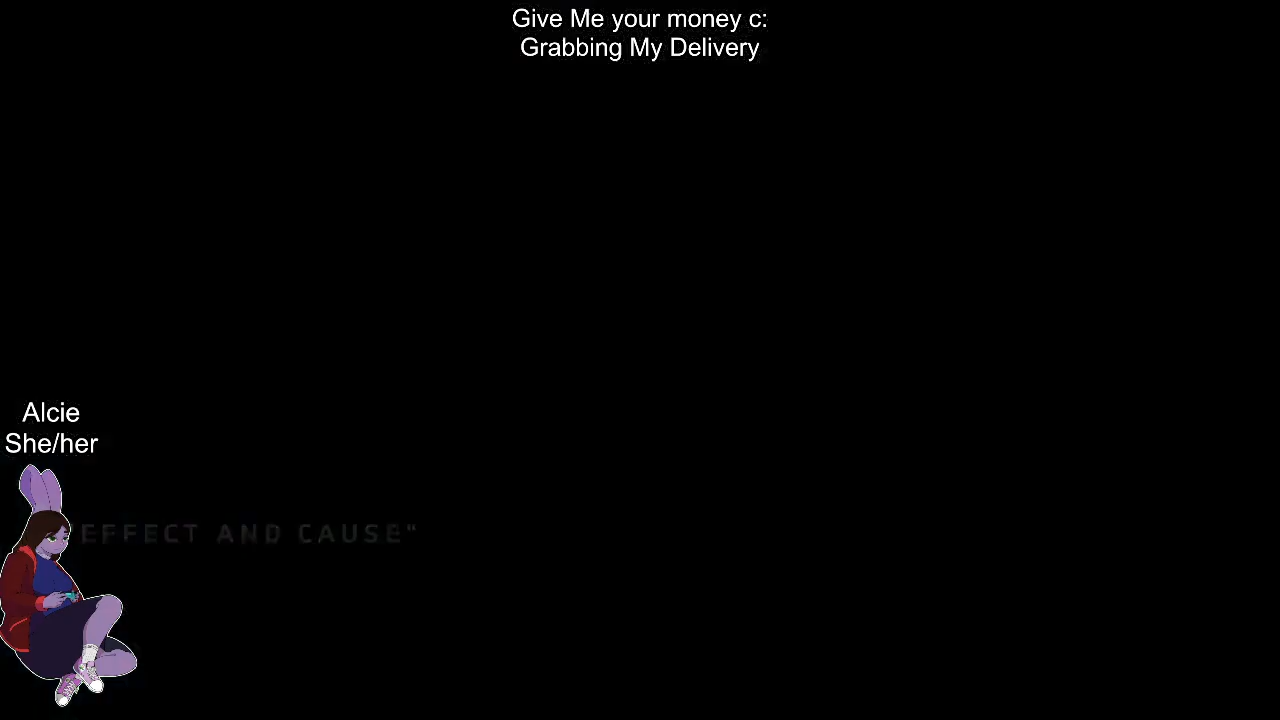 Give Me your money c:
Grabbing My Delivery
Alcie
She/her
"EFFECT AND CAUSE"